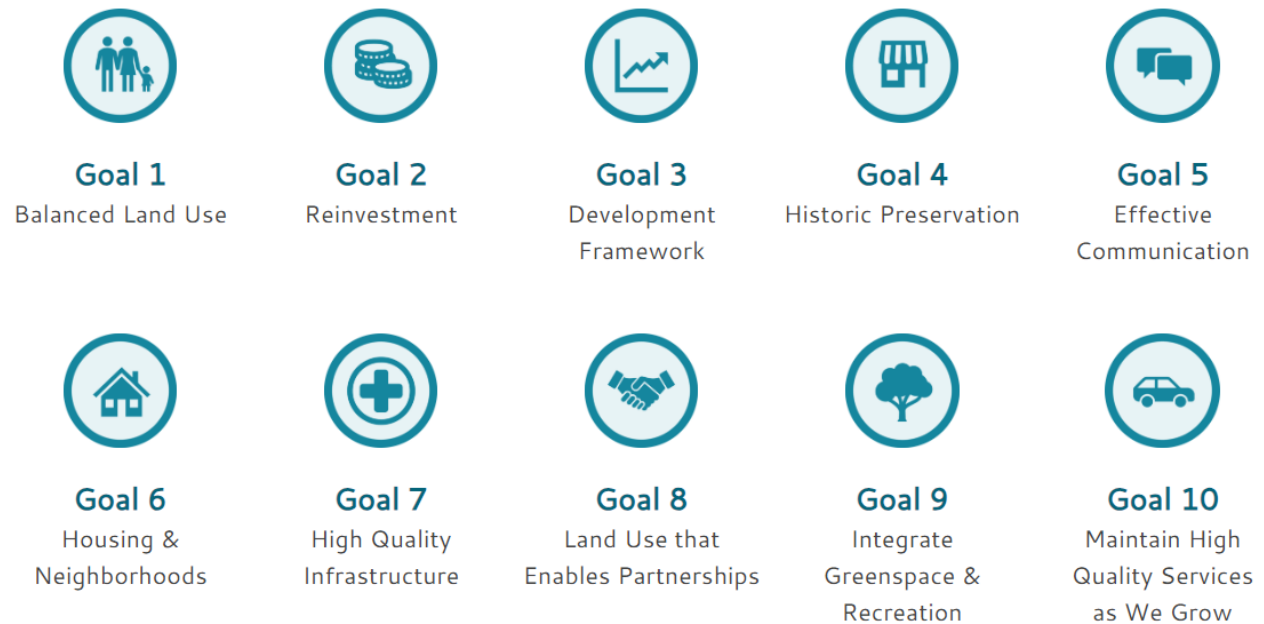 Goal 1
Balanced Land Use
Goal 2
Reinvestment
Goal 3
Development
Framework
Goal 4
Historic Preservation
Goal 5
Effective
Communication
Goal 6
Housing &
Neighborhoods
Goal 7
High Quality
Infrastructure
Goal 8
Land Use that
Enables Partnerships
Goal 9
Integrate
Greenspace &
Recreation
Goal 10
Maintain High
Quality Services
as We Grow